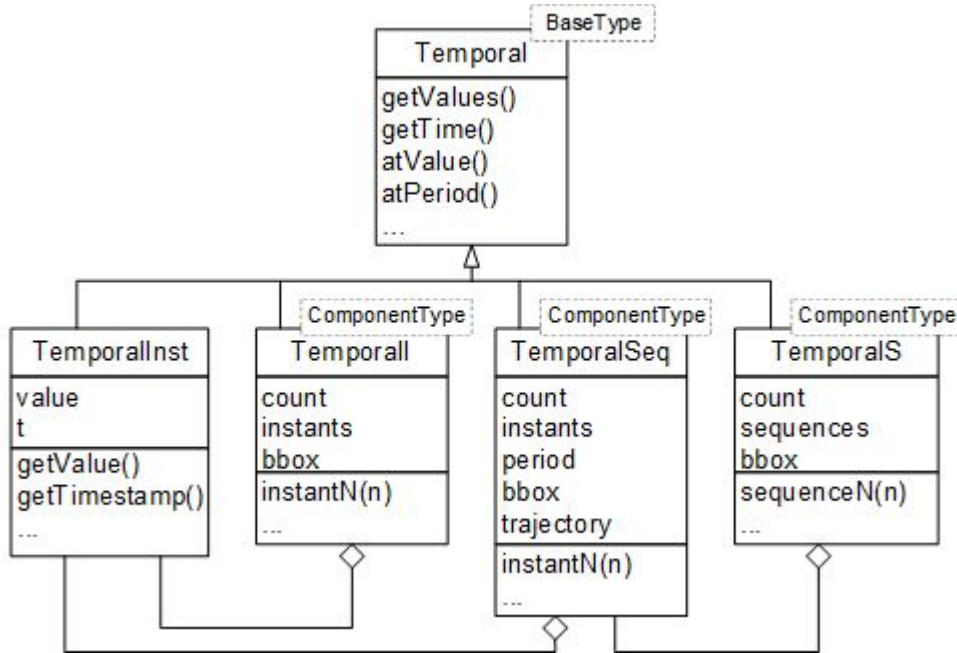 BaseType
Temporal
getValues()
getTime()
atValue()
atPeriod()
...
TemporalInst
value
t
getValue()
getTimestamp()
...
ComponentType
TemporalI
count
instants
bbox
instantN(n)
...
ComponentType
TemporalSeq
count
instants
period
bbox
trajectory
instantN(n)
...
ComponentType
TemporalS
count
sequences
bbox
sequenceN(n)
...